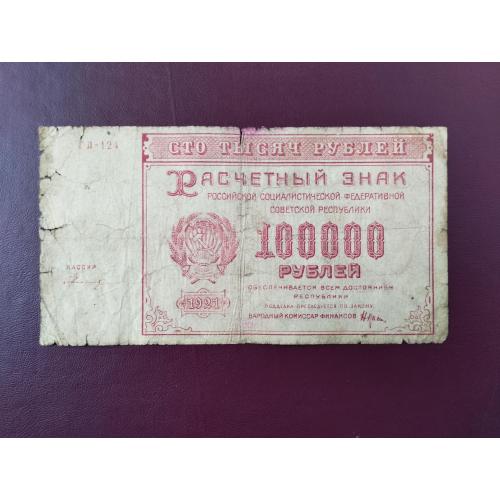 СТО ТЫСЯЧ РУБЛЕЙ
РАСЧЕТНЫЙ ЗНАК
РОССИЙСКОЙ СОЦИАЛИСТИЧЕСКОЙ ФЕДЕРАТИВНОЙ
СОВЕТСКОЙ РЕСПУБЛИКИ
100000
РУБЛЕЙ
ОБЕСПЕЧИВАЕТСЯ ВСЕМ ДОСТОЯНИЕМ
РЕСПУБЛИКИ
ПОДДЕЛКА ПРЕСЛЕДУЕТСЯ ПО ЗАКОНУ.
НАРОДНЫЙ КОМИССАР ФИНАНСОВ
-124
КАССИР
1921